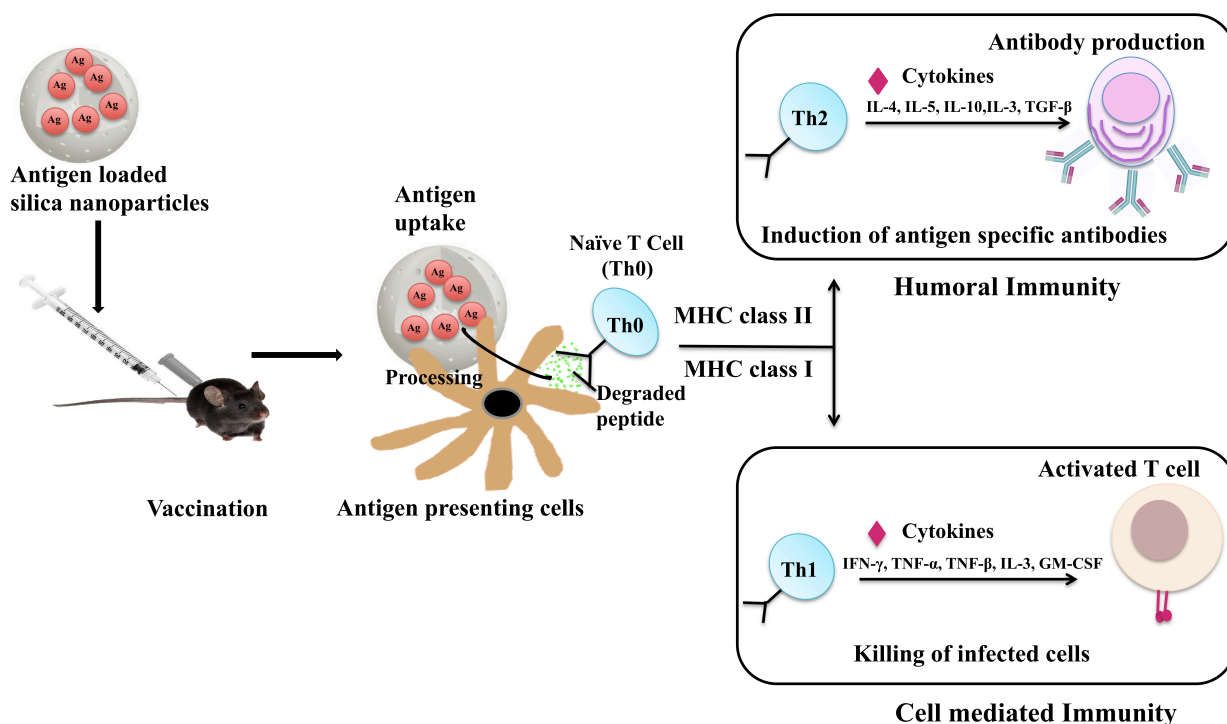 Ag
Ag
Ag
Ag
Ag
Ag
Ag
Antigen loaded
silica nanoparticles
Vaccination
Antigen
uptake
Ag
Ag
Ag
Ag
Ag
Ag
Processing
Antigen presenting cells
Naïve T Cell
(Th0)
Th0
Degraded
peptide
MHC class II
MHC class I
Antibody production
Cytokines
IL-4, IL-5, IL-10,IL-3, TGF-β
Th2
Induction of antigen specific antibodies
Humoral Immunity
Activated T cell
Cytokines
IFN-γ, TNF-α, TNF-β, IL-3, GM-CSF
Th1
Killing of infected cells
Cell mediated Immunity